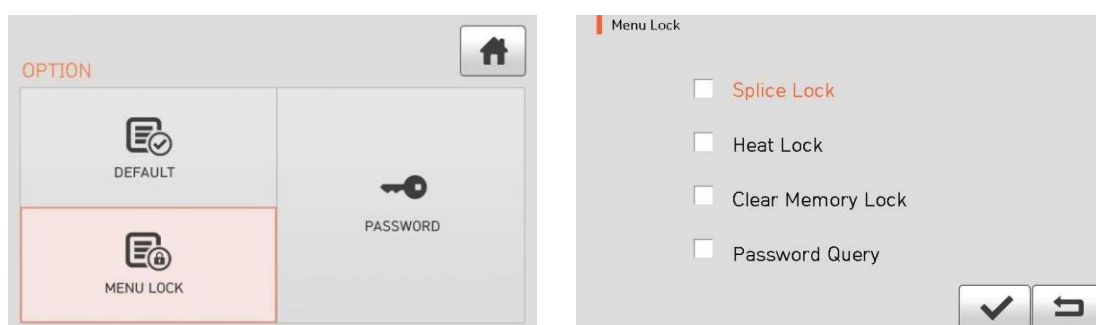 OPTION
DEFAULT
PASSWORD
MENU LOCK
Menu Lock
Splice Lock
Heat Lock
Clear Memory Lock
Password Query